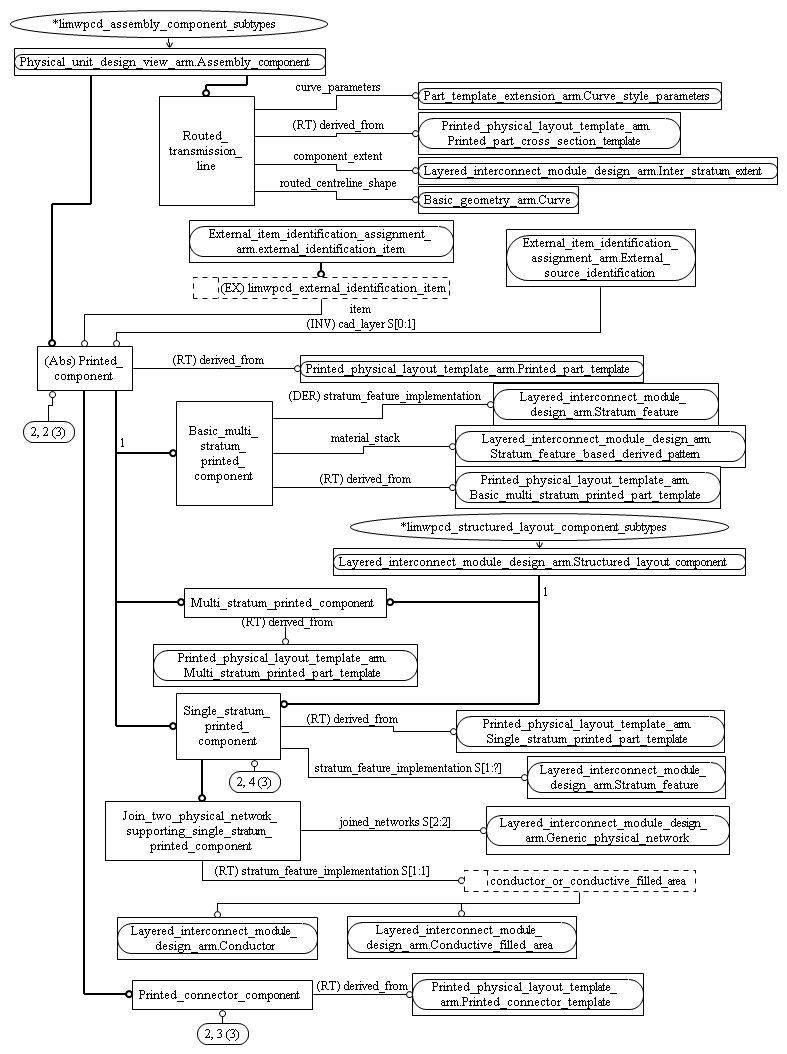 *limwpcd_assembly_component_subtypes
Physical_unit_design_view_arm.Assembly_component
curve_parameters
Part_template_extension_arm.Curve_style_parameters
Routed_
transmission_
line
(RT) derived_from
Printed_physical_layout_template_arm.
Printed_part_cross_section_template
component_extent
Layered_interconnect_module_design_arm.Inter_stratum_extent
routed_centreline_shape
Basic_geometry_arm.Curve
External_item_identification_assignment_
arm.external_identification_item
External_item_identification_
assignment_arm.External_
source_identification
(EX) limwpcd_external_identification_item
item
(INV) cad_layer S[0:1]
(Abs) Printed_
component
(RT) derived_from
Printed_physical_layout_template_arm.Printed_part_template
2, 2 (3)
(DER) stratum_feature_implementation
Layered_interconnect_module_
design_arm.Stratum_feature
1
Basic_multi_
stratum_
printed_
component
material_stack
Layered_interconnect_module_design_arm.
Stratum_feature_based_derived_pattern
(RT) derived_from
Printed_physical_layout_template_arm.
Basic_multi_stratum_printed_part_template
*limwpcd_structured_layout_component_subtypes
Layered_interconnect_module_design_arm.Structured_layout_component
1
Multi_stratum_printed_component
(RT) derived_from
Printed_physical_layout_template_arm.
Multi_stratum_printed_part_template
Single_stratum_
printed_
component
(RT) derived_from
Printed_physical_layout_template_arm.
Single_stratum_printed_part_template
2, 4 (3)
stratum_feature_implementation S[1:?]
Layered_interconnect_module_
design_arm.Stratum_feature
Join_two_physical_network_
supporting_single_stratum_
printed_component
joined_networks S[2:2]
Layered_interconnect_module_design_
arm.Generic_physical_network
(RT) stratum_feature_implementation S[1:1]
conductor_or_conductive_filled_area
Layered_interconnect_module_
design_arm.Conductor
Layered_interconnect_module_
design_arm.Conductive_filled_area
Printed_connector_component
(RT) derived_from
Printed_physical_layout_template_
arm.Printed_connector_template
2, 3 (3)